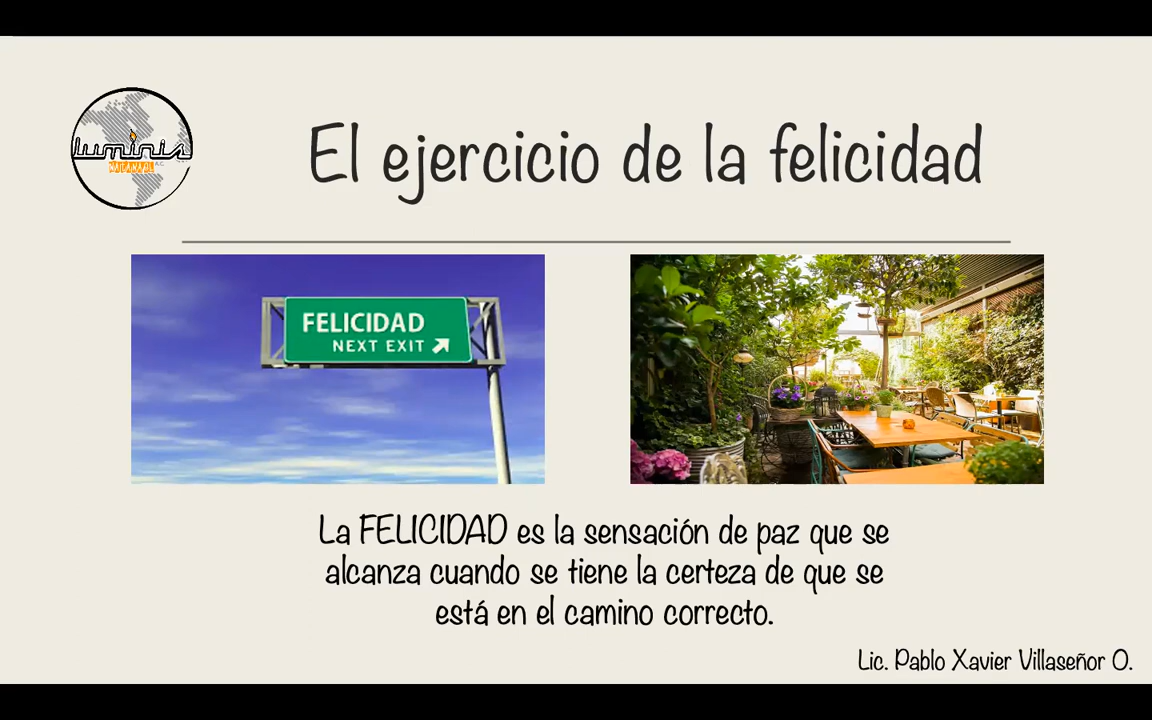 luminis
A.C.
El ejercicio de la felicidad
FELICIDAD
NEXT EXIT
La FELICIDAD es la sensación de paz que se
alcanza cuando se tiene la certeza de que se
está en el camino correcto.
Lic. Pablo Xavier Villaseñor O.